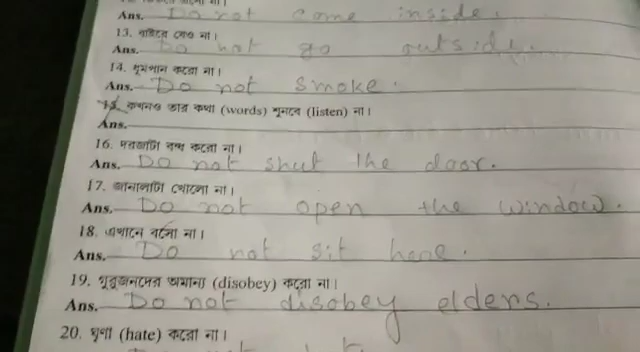 Ans. Do not come inside.
13. বাইরে যেও না।
Ans. Do not go outside.
14. ধূমপান করো না।
Ans. Do not smoke.
15. কখনও তার কথা (words) শুনবে (listen) না।
Ans.
16. দরজাটা বন্ধ করো না।
Ans. Do not shut the door.
17. জানালাটা খোলো না।
Ans. Do not open the window.
18. এখানে বসো না।
Ans. Do not sit here.
19. গুরুজনদের অমান্য (disobey) করো না।
Ans. Do not disobey elders.
20. ঘৃণা (hate) করো না।